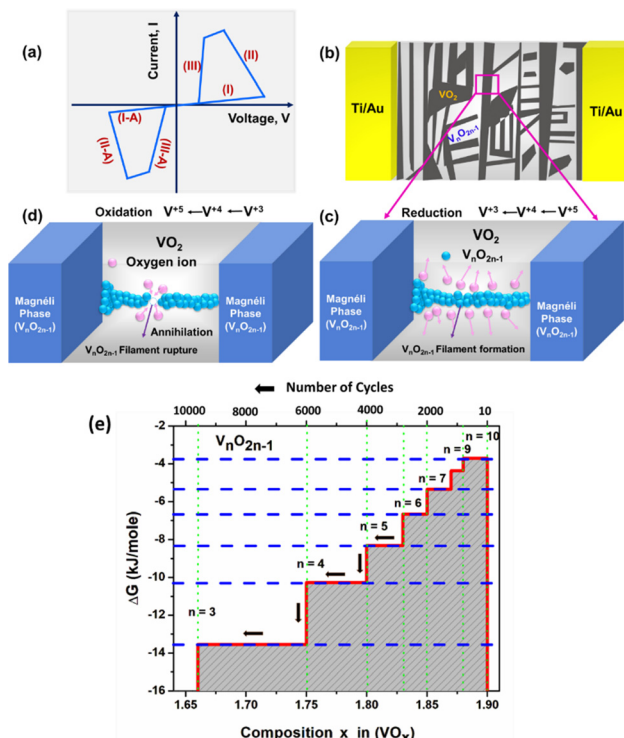 (a)
Current, I
(III)
(II)
(I)
(I-A)
Voltage, V
(II-A)
(III-A)
(b)
Ti/Au
VO2
VnO2n-1
Ti/Au
(d)
Oxidation V+5 ← V+4 ← V+3
VO2
Oxygen ion
Magnéli
Phase
(VnO2n-1)
Annihilation
VnO2n-1 Filament rupture
Magnéli
Phase
(VnO2n-1)
(c)
Reduction V+3 ← V+4 ← V+5
VO2
VnO2n-1
Magnéli
Phase
(VnO2n-1)
VnO2n-1 Filament formation
Magnéli
Phase
(VnO2n-1)
(e)
← Number of Cycles
10000 8000 6000 4000 2000 10
VnO2n-1
n = 10
n = 9
n = 7
n = 6
n = 5
n = 4
n = 3
ΔG (kJ/mole)
-2
-4
-6
-8
-10
-12
-14
-16
1.65 1.70 1.75 1.80 1.85 1.90
Composition x in (VOx)